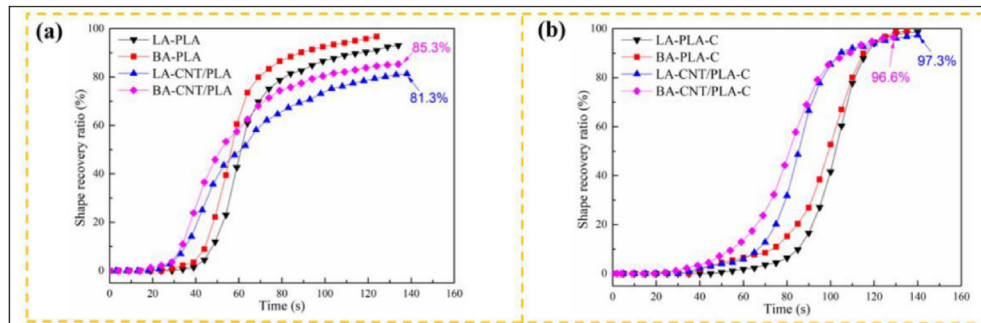 (a)
LA-PLA
BA-PLA
LA-CNT/PLA
BA-CNT/PLA
85.3%
81.3%
Shape recovery ratio (%)
100
80
60
40
20
0
0 20 40 60 80 100 120 140 160
Time (s)
(b)
LA-PLA-C
BA-PLA-C
LA-CNT/PLA-C
BA-CNT/PLA-C
97.3%
96.6%
Shape recovery ratio (%)
100
80
60
40
20
0
0 20 40 60 80 100 120 140 160
Time (s)